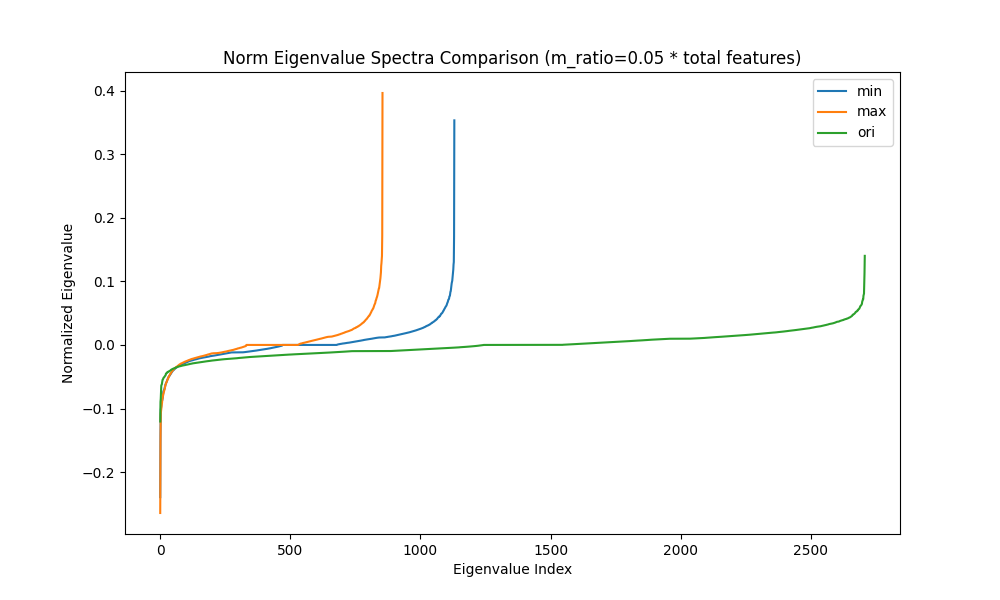 Norm Eigenvalue Spectra Comparison (m_ratio=0.05 * total features)
min
max
ori
Normalized Eigenvalue
0.4
0.3
0.2
0.1
0.0
−0.1
−0.2
0 500 1000 1500 2000 2500
Eigenvalue Index